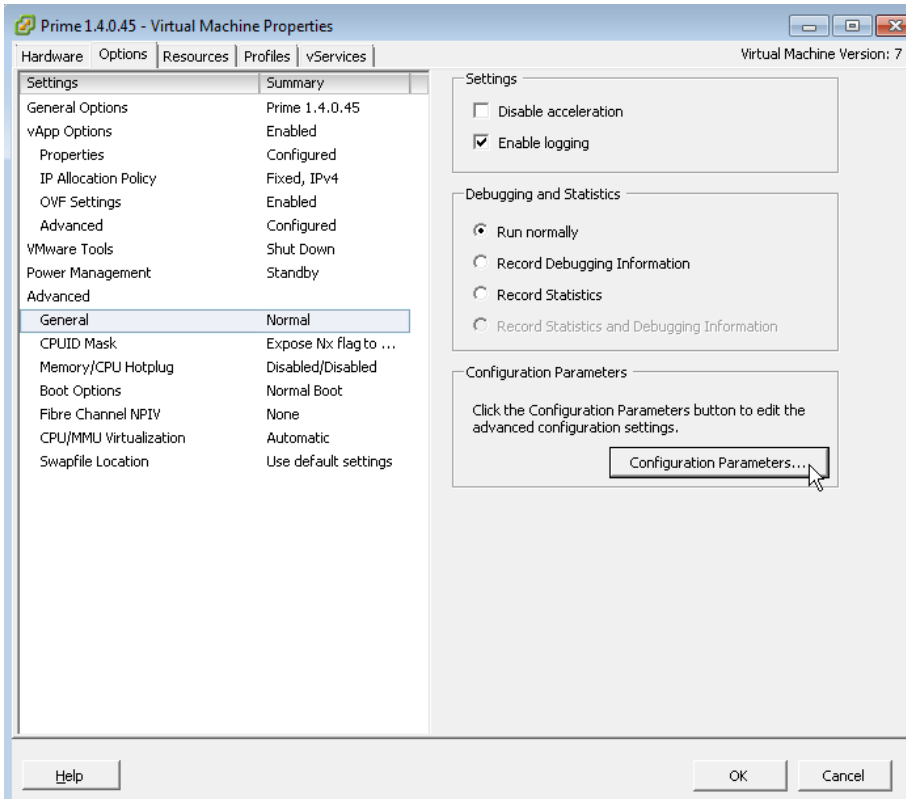 Prime 1.4.0.45 - Virtual Machine Properties
Hardware Options Resources Profiles vServices Virtual Machine Version: 7
Settings Summary
General Options Prime 1.4.0.45
vApp Options Enabled
Properties Configured
IP Allocation Policy Fixed, IPv4
OVF Settings Enabled
Advanced Configured
VMware Tools Shut Down
Power Management Standby
Advanced
General Normal
CPUID Mask Expose Nx flag to ...
Memory/CPU Hotplug Disabled/Disabled
Boot Options Normal Boot
Fibre Channel NPIV None
CPU/MMU Virtualization Automatic
Swapfile Location Use default settings
Settings
Disable acceleration
Enable logging
Debugging and Statistics
Run normally
Record Debugging Information
Record Statistics
Record Statistics and Debugging Information
Configuration Parameters
Click the Configuration Parameters button to edit the
advanced configuration settings.
Configuration Parameters...
Help OK Cancel